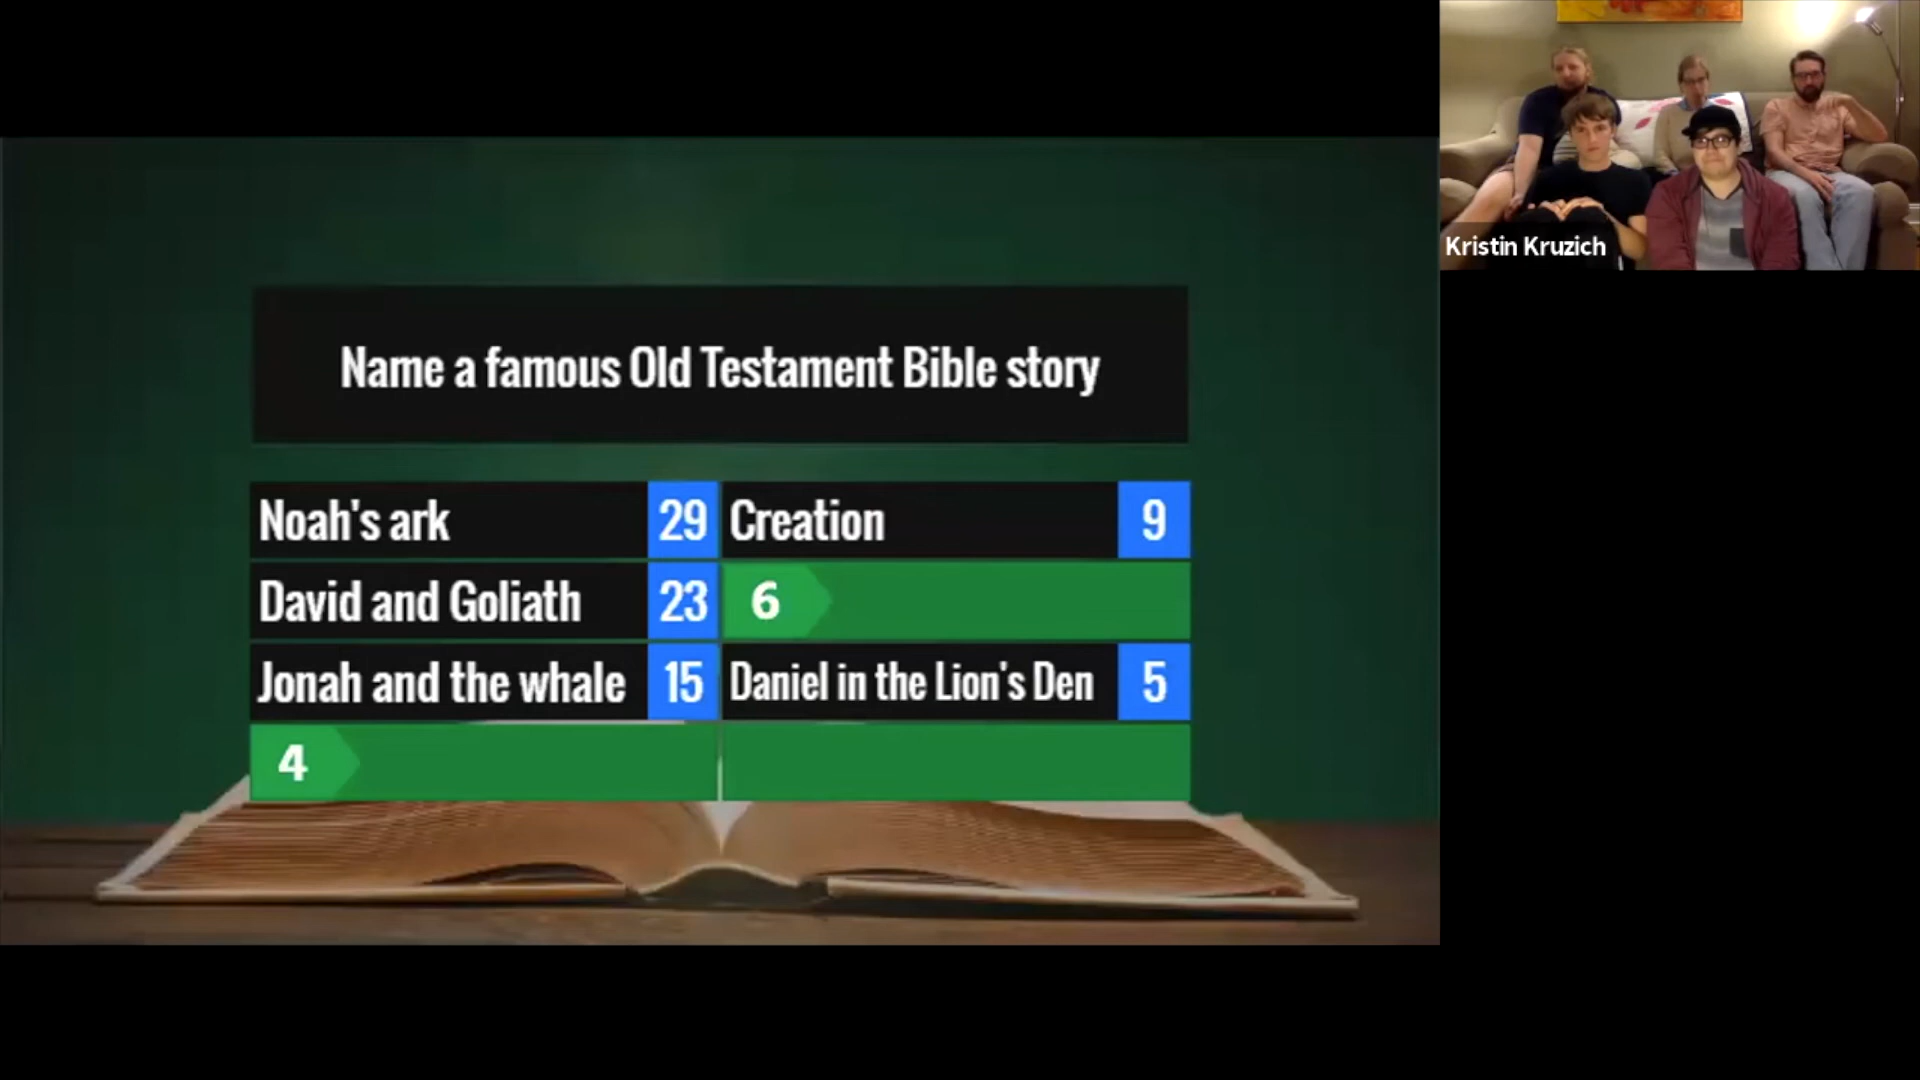 Name a famous Old Testament Bible story
Noah's ark 29
Creation 9
David and Goliath 23
6
Jonah and the whale 15
Daniel in the Lion's Den 5
4
Kristin Kruzich